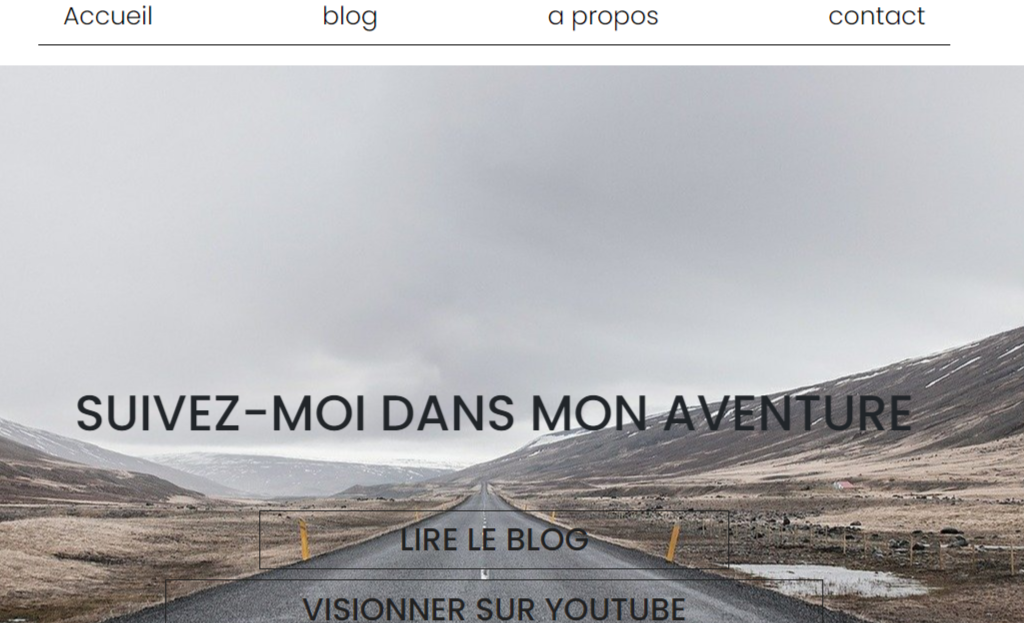 Accueil blog a propos contact
SUIVEZ-MOI DANS MON AVENTURE
LIRE LE BLOG
VISIONNER SUR YOUTUBE